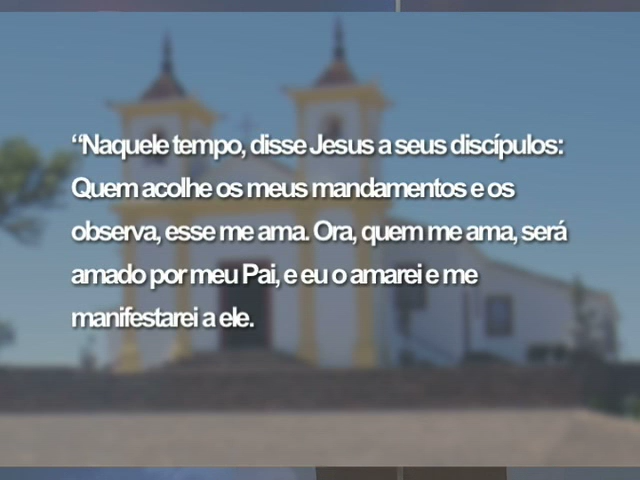 “Naquele tempo, disse Jesus a seus discípulos:
Quem acolhe os meus mandamentos e os
observa, esse me ama. Ora, quem me ama, será
amado por meu Pai, e eu o amarei e me
manifestarei a ele.